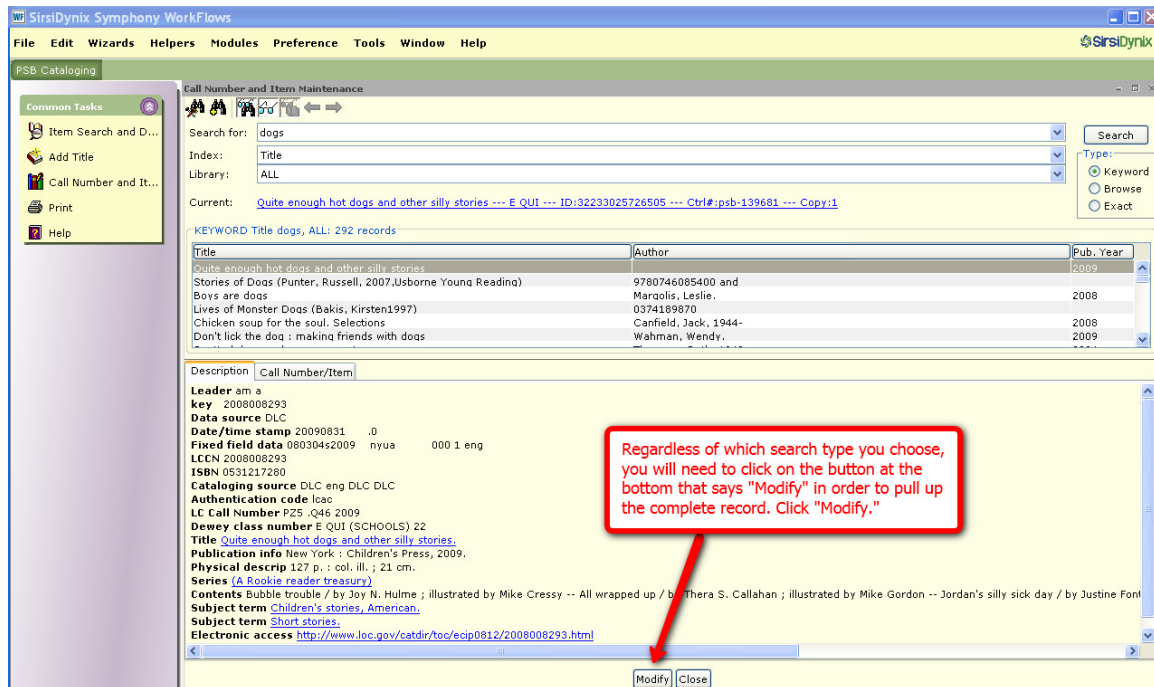 SirsiDynix Symphony WorkFlows
File Edit Wizards Helpers Modules Preference Tools Window Help
SirsiDynix
PSB Cataloging
Common Tasks
Item Search and D...
Add Title
Call Number and It...
Print
Help
Call Number and Item Maintenance
Search for: dogs
Search
Index: Title
Library: ALL
Type:
Keyword
Browse
Exact
Current: Quite enough hot dogs and other silly stories --- E QUI --- ID:32233025726505 --- Ctrl#:psb-139681 --- Copy:1
KEYWORD Title dogs, ALL: 292 records
Title Author Pub. Year
Quite enough hot dogs and other silly stories 2009
Stories of Dogs (Punter, Russell, 2007,Usborne Young Reading) 9780746085400 and
Boys are dogs Margolis, Leslie. 2008
Lives of Monster Dogs (Bakis, Kirsten1997) 0374189870
Chicken soup for the soul. Selections Canfield, Jack, 1944- 2008
Don't lick the dog : making friends with dogs Wahman, Wendy. 2009
Description Call Number/Item
Leader am a
key 2008008293
Data source DLC
Date/time stamp 20090831 .0
Fixed field data 080304s2009 nyua 000 1 eng
LCCN 2008008293
ISBN 0531217280
Cataloging source DLC eng DLC DLC
Authentication code lcac
LC Call Number PZ5 .Q46 2009
Dewey class number E QUI (SCHOOLS) 22
Title Quite enough hot dogs and other silly stories.
Publication info New York : Children's Press, 2009.
Physical descrip 127 p. : col. ill. ; 21 cm.
Series (A Rookie reader treasury)
Contents Bubble trouble / by Joy N. Hulme ; illustrated by Mike Cressy -- All wrapped up / by Thera S. Callahan ; illustrated by Mike Gordon -- Jordan's silly sick day / by Justine Font
Subject term Children's stories, American.
Subject term Short stories.
Electronic access http://www.loc.gov/catdir/toc/ecip0812/2008008293.html
Regardless of which search type you choose,
you will need to click on the button at the
bottom that says "Modify" in order to pull up
the complete record. Click "Modify."
Modify Close